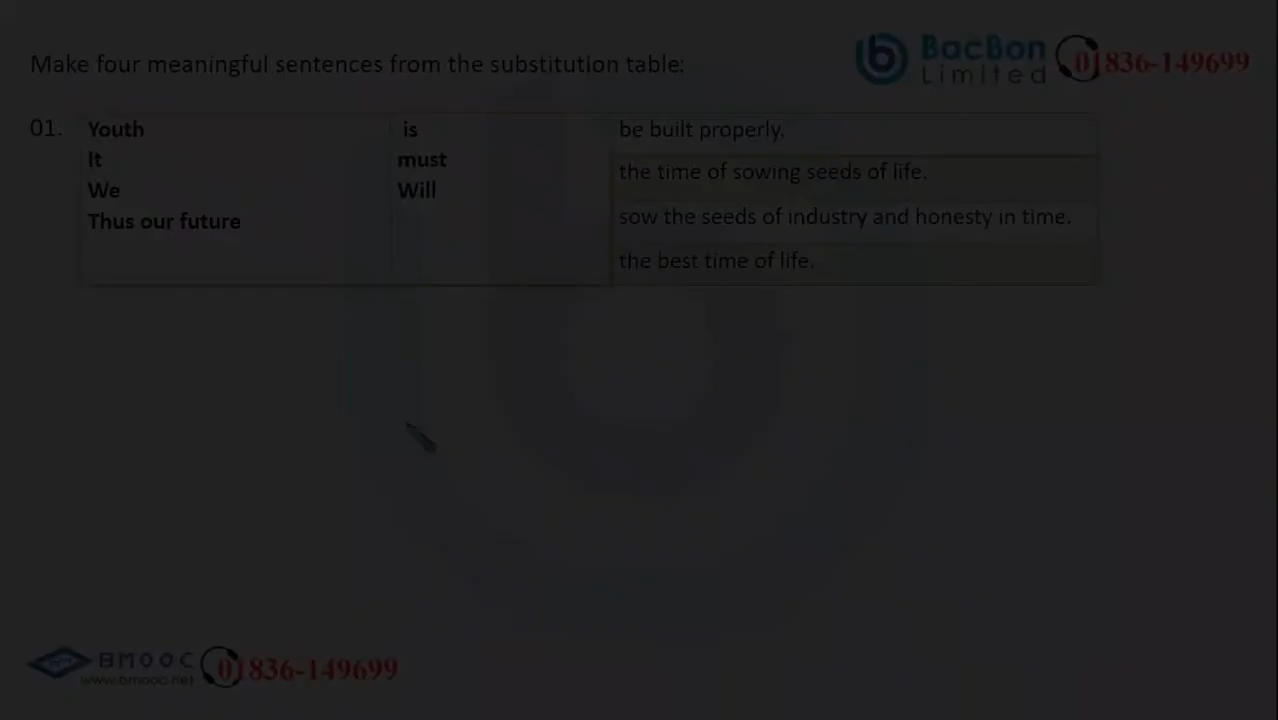 Make four meaningful sentences from the substitution table:
BacBon
Limited
01836-149699
01.
Youth
It
We
Thus our future
is
must
Will
be built properly.
the time of sowing seeds of life.
sow the seeds of industry and honesty in time.
the best time of life.
BMOOC
www.bmooc.net
01836-149699